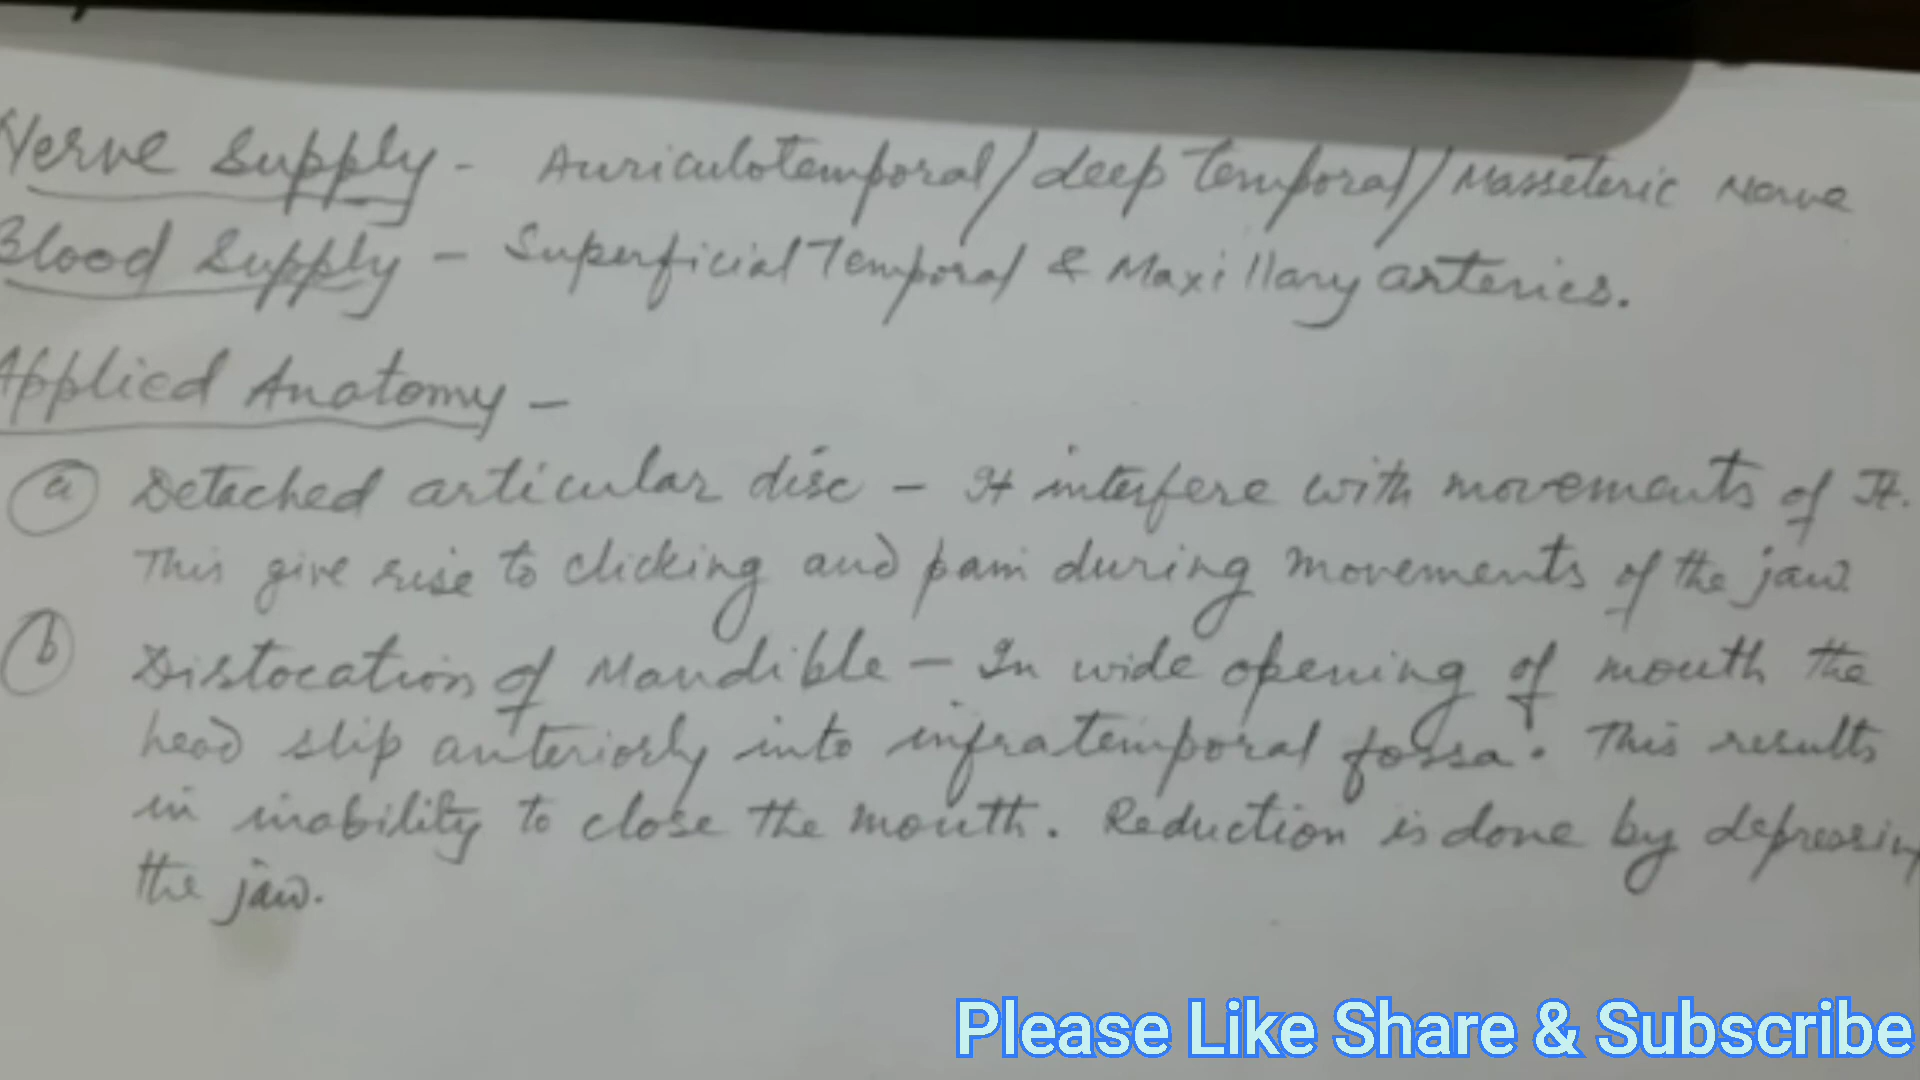 Nerve Supply - Auriculotemporal/deep temporal/Masseteric Nerve
Blood Supply - Superficial Temporal & Maxillary arteries.
Applied Anatomy -
(a) Detached articular disc - It interfere with movements of Jt.
This give rise to clicking and pain during movements of the jaw.
(b) Distocation of Mandible - In wide opening of mouth the
head slip anteriorly into infratemporal fossa. This results
in inability to close the mouth. Reduction is done by depressing
the jaw.
Please Like Share & Subscribe